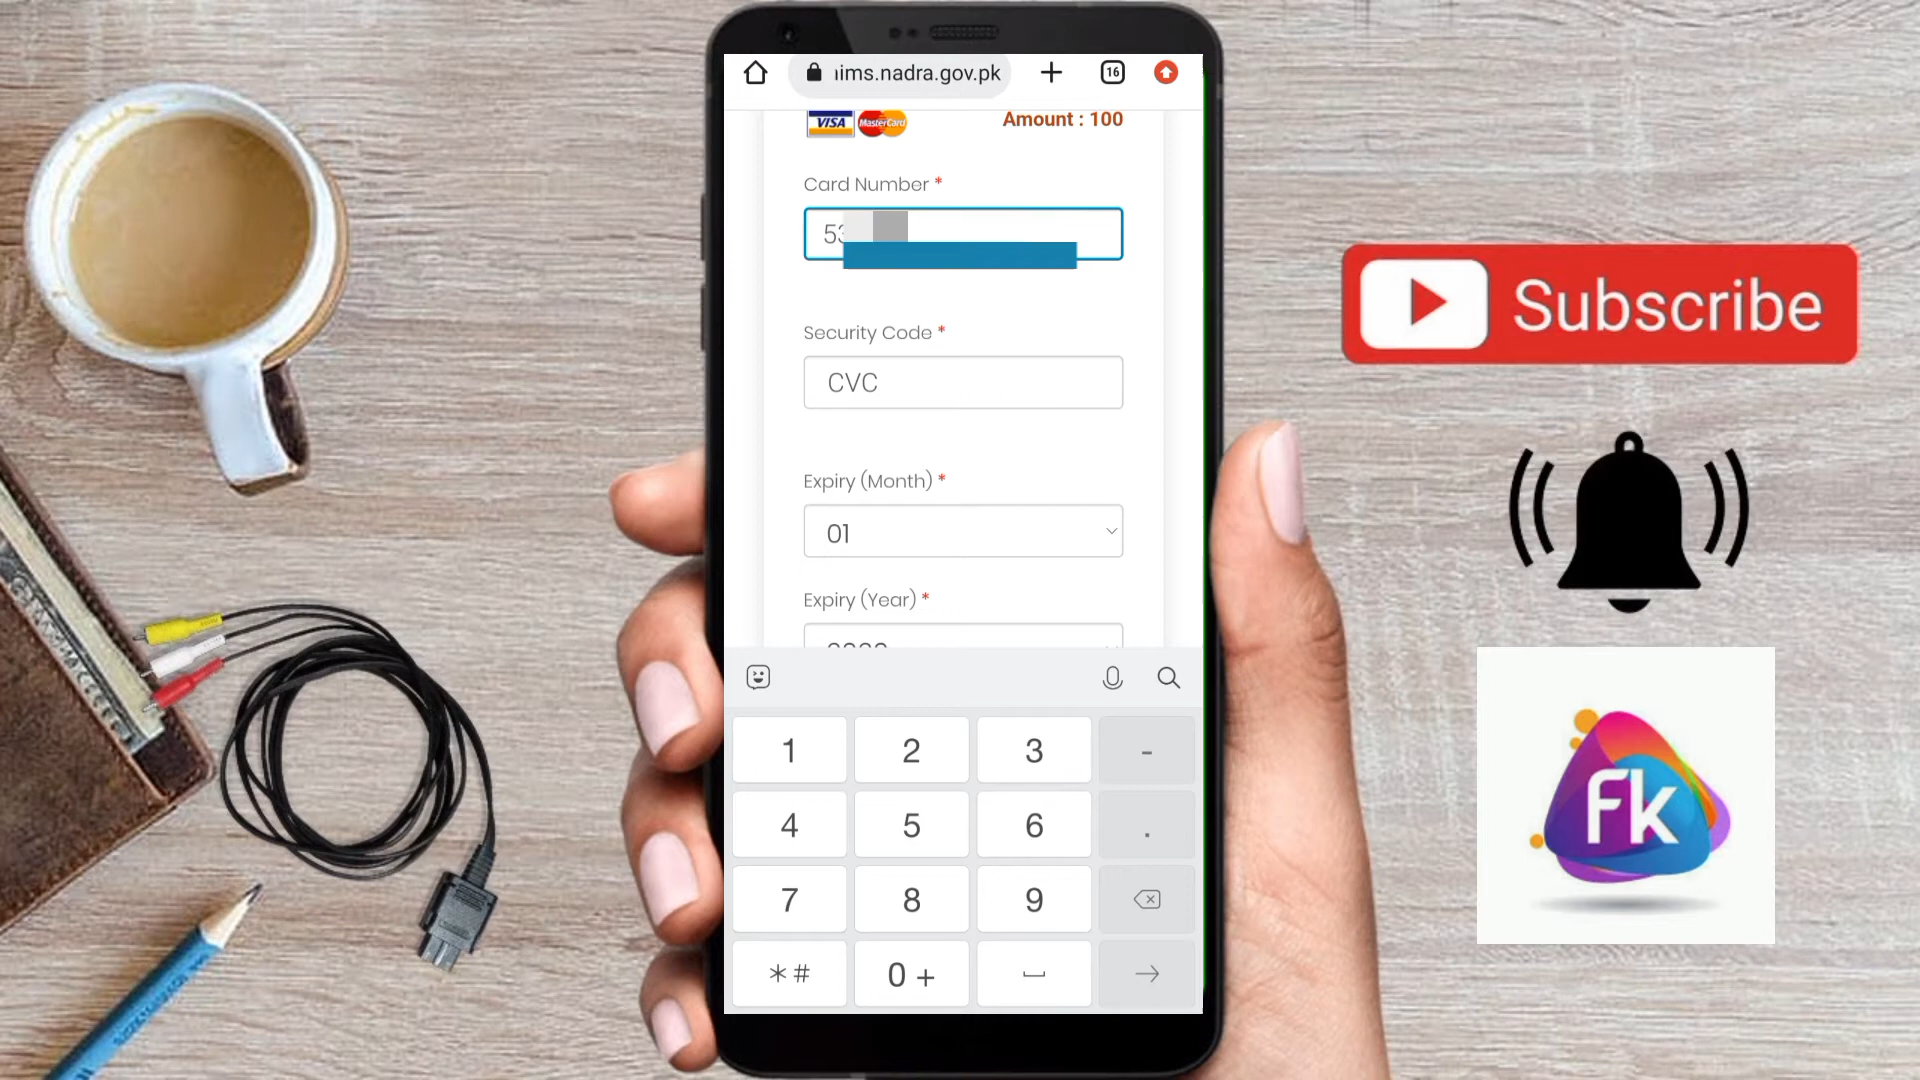 ims.nadra.gov.pk
16
VISA
MasterCard
Amount : 100
Card Number *
53
Security Code *
CVC
Expiry (Month) *
01
Expiry (Year) *
1 2 3 -
4 5 6 .
7 8 9
*# 0 +
Subscribe
fk